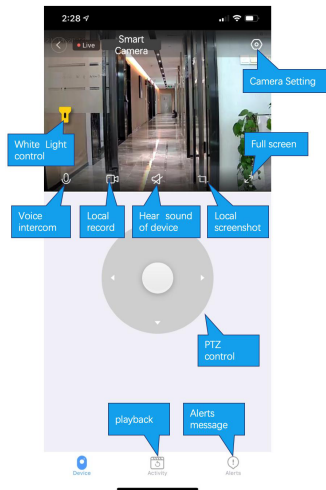 2:28
Live
Smart
Camera
Camera Setting
White Light
control
Full screen
Voice
intercom
Local
record
Hear sound
of device
Local
screenshot
PTZ
control
playback
Alerts
message
Device
Activity
Alerts